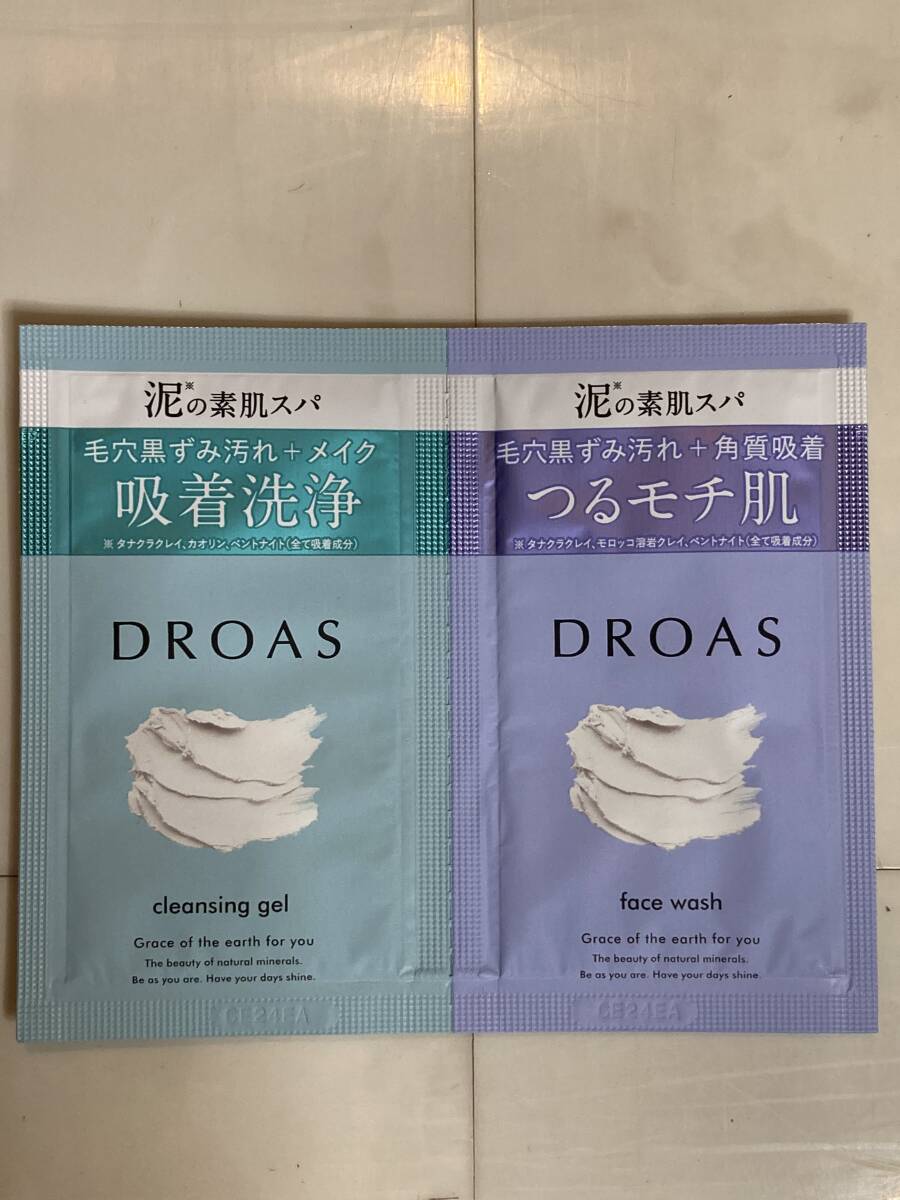 泥※の素肌スパ
毛穴黒ずみ汚れ+メイク
吸着洗浄
※タナクラクレイ、カオリン、ベントナイト(全て吸着成分)
DROAS
cleansing gel
Grace of the earth for you
The beauty of natural minerals.
Be as you are. Have your days shine.
CE24EA
泥※の素肌スパ
毛穴黒ずみ汚れ+角質吸着
つるモチ肌
※タナクラクレイ、モロッコ溶岩クレイ、ベントナイト(全て吸着成分)
DROAS
face wash
Grace of the earth for you
The beauty of natural minerals.
Be as you are. Have your days shine.
CE24EA